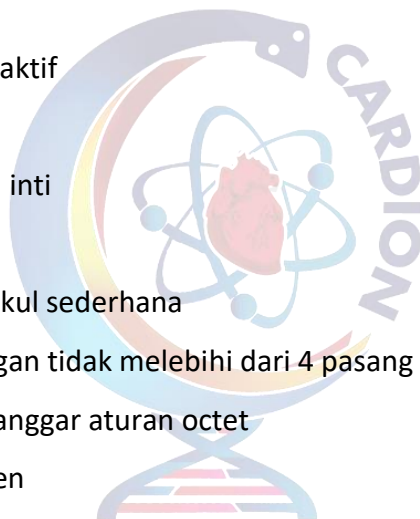 aktif
inti
kul sederhana
gan tidak melebihi dari 4 pasang
anggar aturan octet
en
CARDION